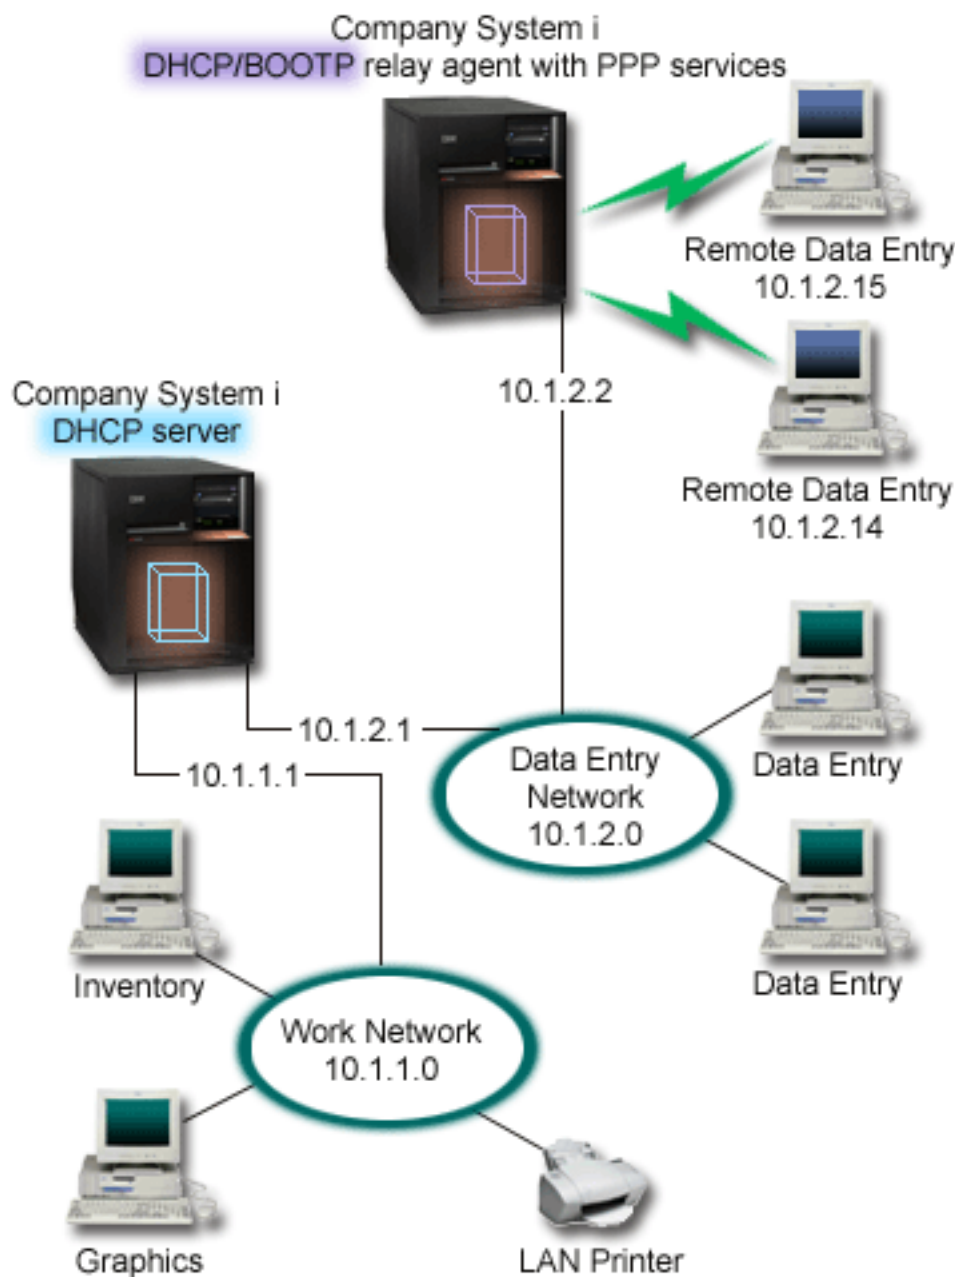 Company System i
DHCP/BOOTP relay agent with PPP services
IBM
Remote Data Entry
10.1.2.15
Remote Data Entry
10.1.2.14
10.1.2.2
Company System i
DHCP server
IBM
10.1.2.1
10.1.1.1
Data Entry
Network
10.1.2.0
Data Entry
Data Entry
Inventory
Work Network
10.1.1.0
Graphics
LAN Printer